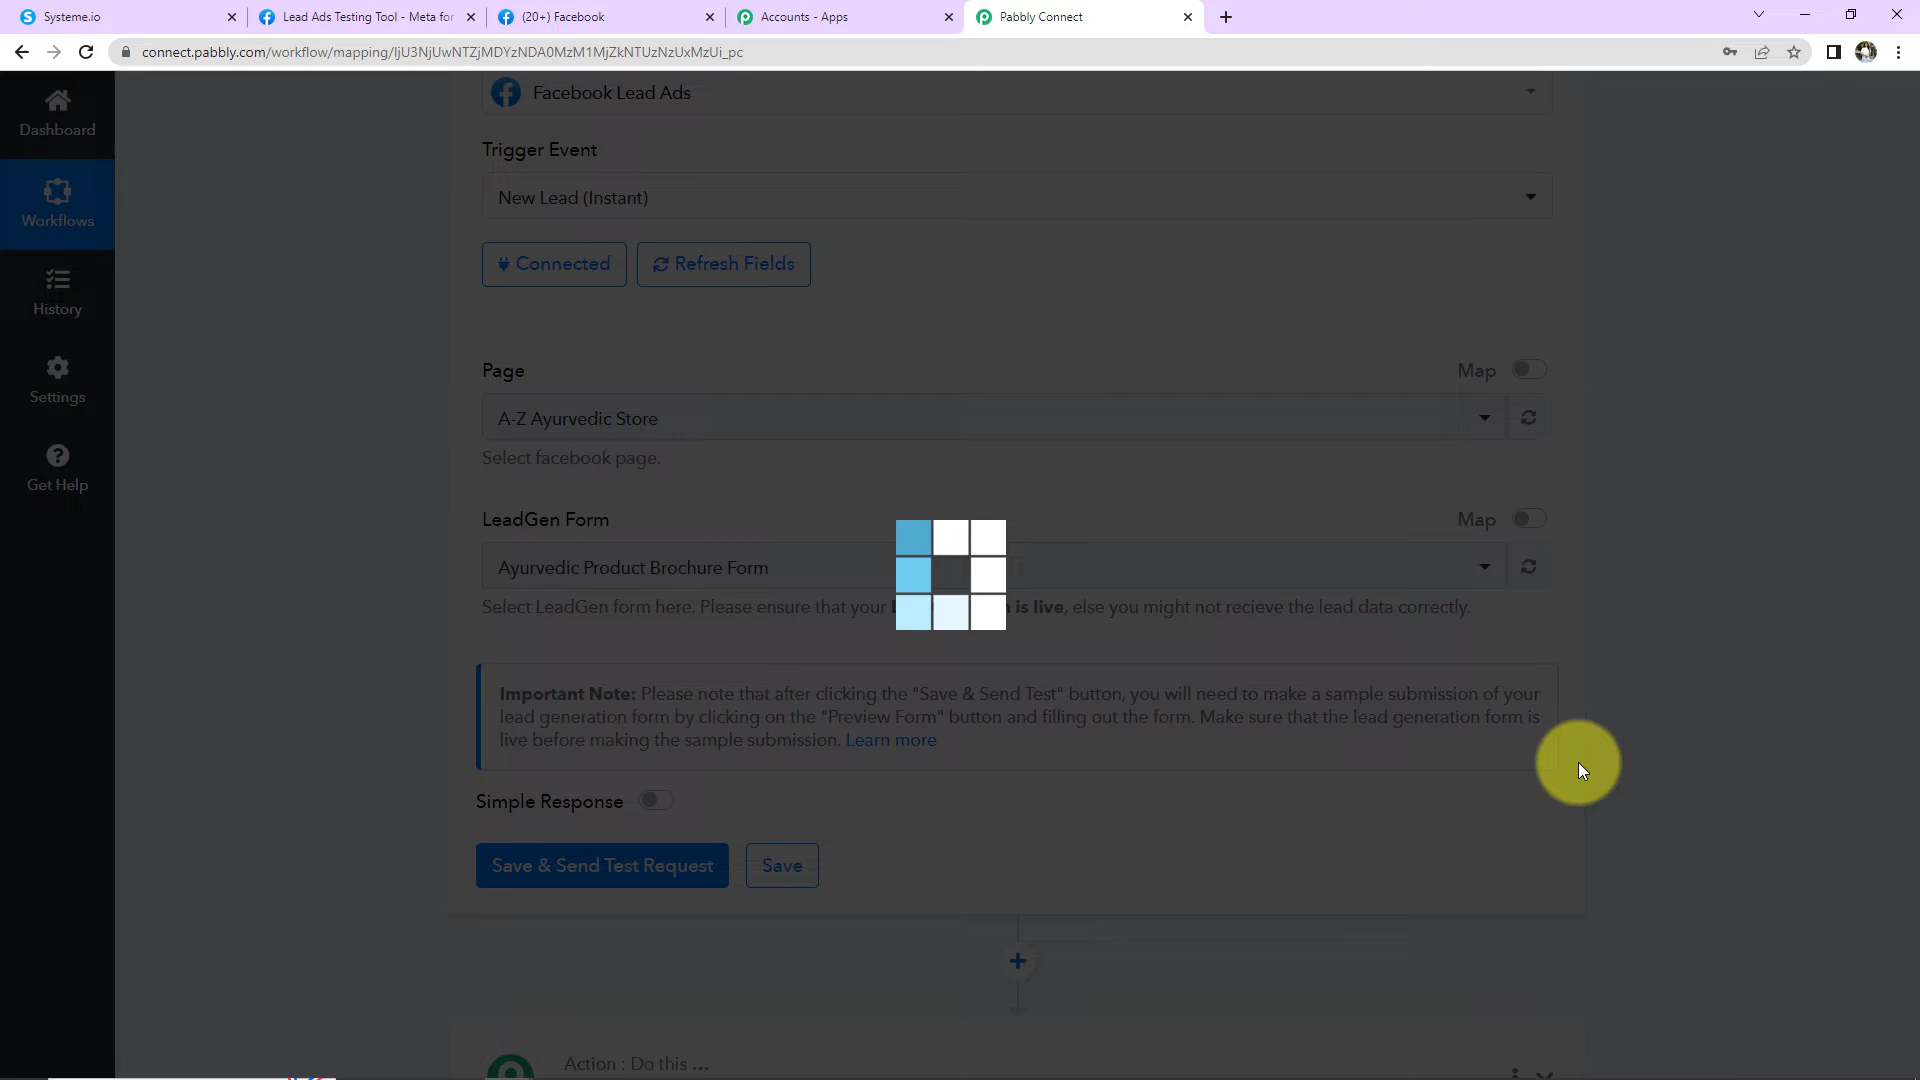 Systeme.io
Lead Ads Testing Tool - Meta for
(20+) Facebook
Accounts - Apps
Pabbly Connect
connect.pabbly.com/workflow/mapping/IjU3NjUwNTZjMDYzNDA0MzM1MjZkNTUzNzUxMzUi_pc
Dashboard
Workflows
History
Settings
Get Help
Facebook Lead Ads
Trigger Event
New Lead (Instant)
Connected
Refresh Fields
Page
Map
A-Z Ayurvedic Store
Select facebook page.
LeadGen Form
Map
Ayurvedic Product Brochure Form
Select LeadGen form here. Please ensure that your is live, else you might not recieve the lead data correctly.
Important Note: Please note that after clicking the "Save & Send Test" button, you will need to make a sample submission of your
lead generation form by clicking on the "Preview Form" button and filling out the form. Make sure that the lead generation form is
live before making the sample submission. Learn more
Simple Response
Save & Send Test Request
Save
Action : Do this ...